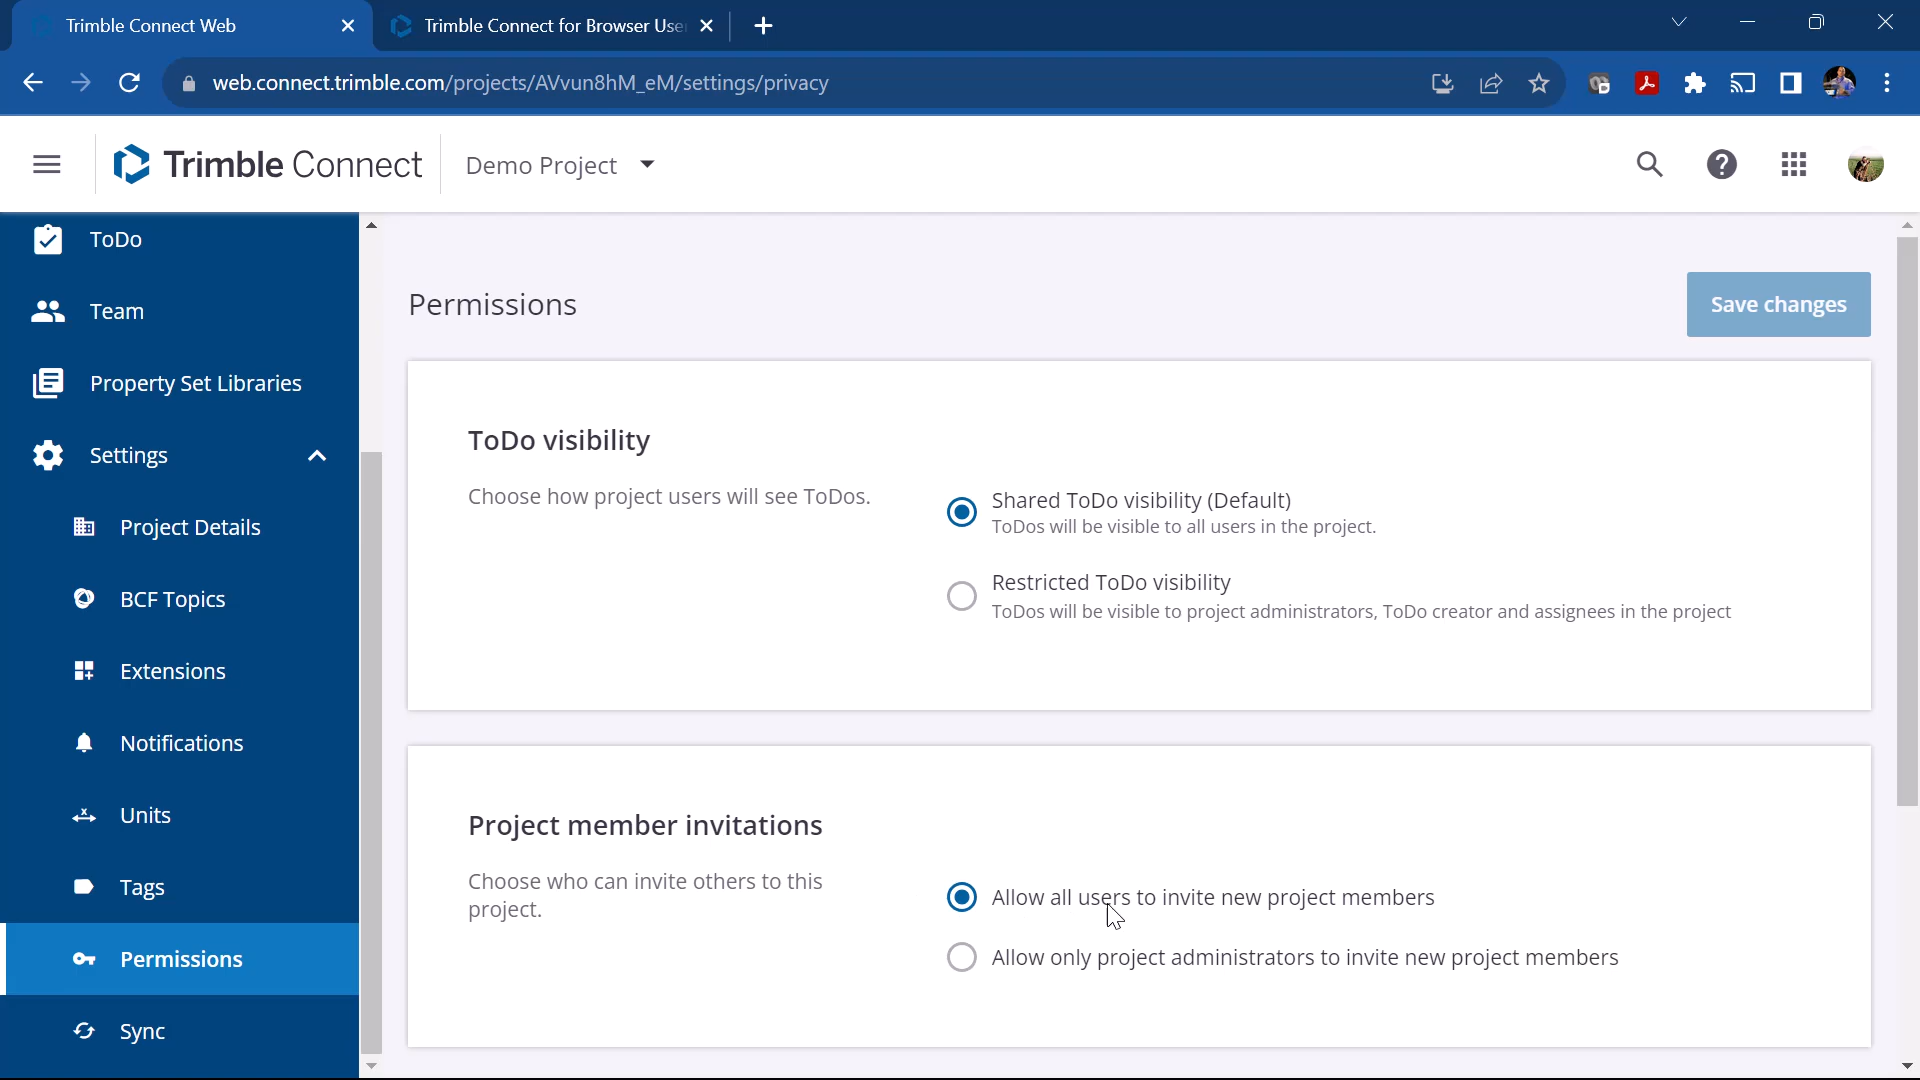 Trimble Connect Web
Trimble Connect for Browser Use
web.connect.trimble.com/projects/AVvun8hM_eM/settings/privacy
Trimble Connect
Demo Project
ToDo
Team
Property Set Libraries
Settings
Project Details
BCF Topics
Extensions
Notifications
Units
Tags
Permissions
Sync
Permissions
Save changes
ToDo visibility
Choose how project users will see ToDos.
Shared ToDo visibility (Default)
ToDos will be visible to all users in the project.
Restricted ToDo visibility
ToDos will be visible to project administrators, ToDo creator and assignees in the project
Project member invitations
Choose who can invite others to this
project.
Allow all users to invite new project members
Allow only project administrators to invite new project members